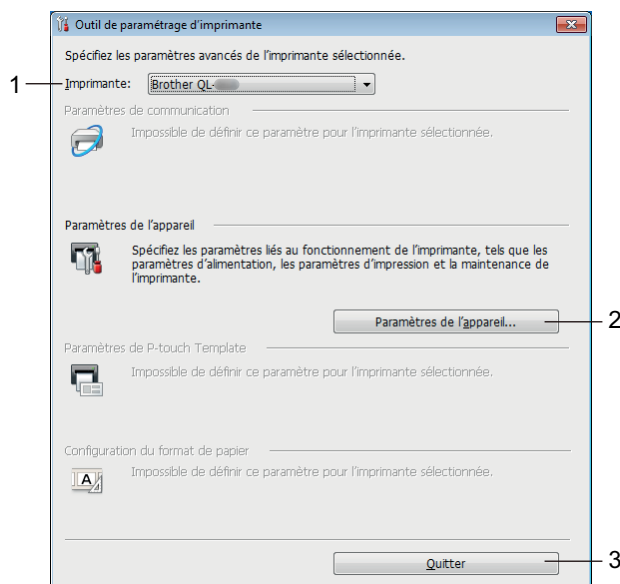 Outil de paramétrage d'imprimante
Spécifiez les paramètres avancés de l'imprimante sélectionnée.
1
Imprimante: Brother QL-
Paramètres de communication
Impossible de définir ce paramètre pour l'imprimante sélectionnée.
Paramètres de l'appareil
Spécifiez les paramètres liés au fonctionnement de l'imprimante, tels que les
paramètres d'alimentation, les paramètres d'impression et la maintenance de
l'imprimante.
Paramètres de l'appareil...
2
Paramètres de P-touch Template
Impossible de définir ce paramètre pour l'imprimante sélectionnée.
Configuration du format de papier
A
Impossible de définir ce paramètre pour l'imprimante sélectionnée.
Quitter
3